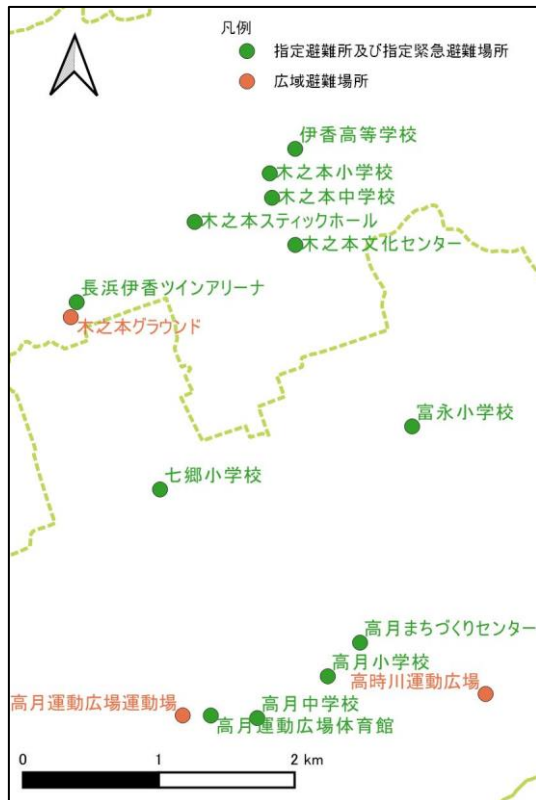 凡例
指定避難所及び指定緊急避難場所
広域避難場所
伊香高等学校
木之本小学校
木之本中学校
木之本スティックホール
木之本文化センター
長浜伊香ツインアリーナ
木之本グラウンド
富永小学校
七郷小学校
高月まちづくりセンター
高月小学校
高時川運動広場
高月運動広場運動場
高月中学校
高月運動広場体育館
0 1 2 km